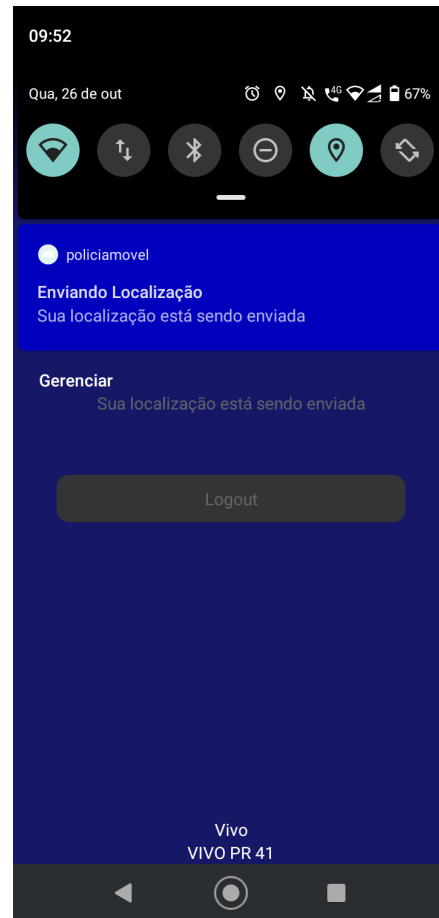 09:52
Qua, 26 de out
4G
67%
policiamovel
Enviando Localização
Sua localização está sendo enviada
Gerenciar
Sua localização está sendo enviada
Logout
Vivo
VIVO PR 41